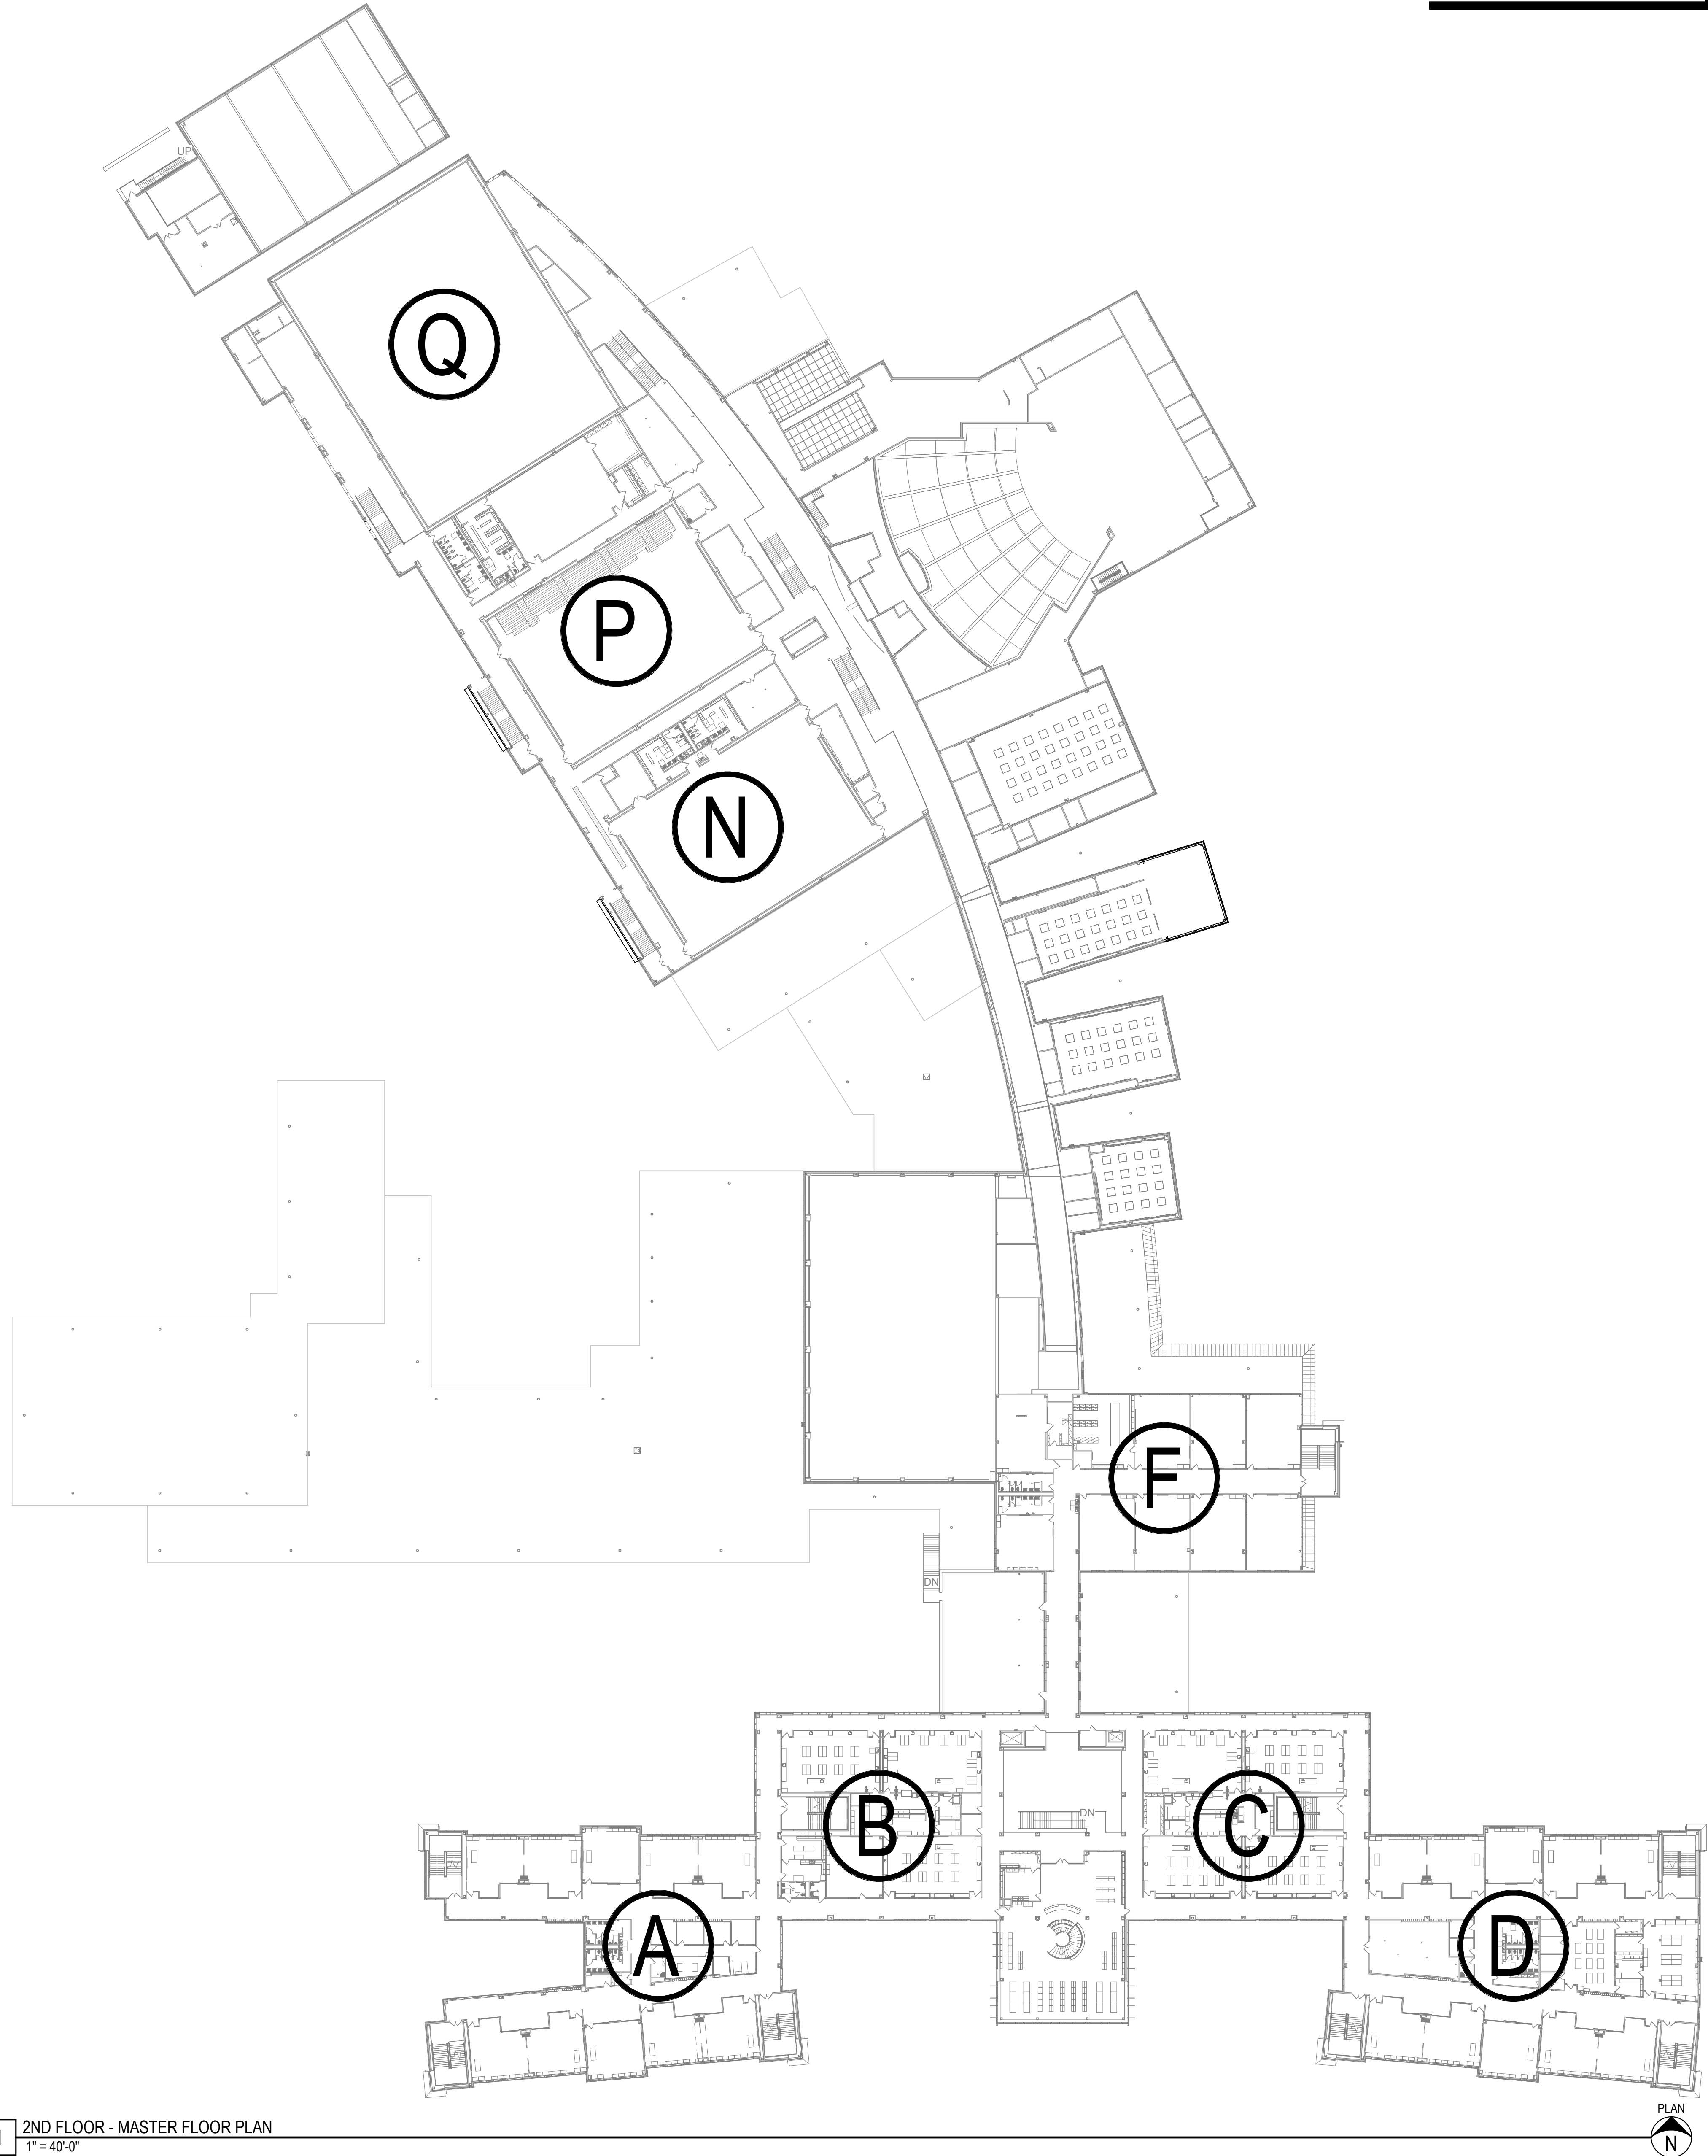 UP
Q
P
N
F
DN
DN
B
C
A
D
2ND FLOOR - MASTER FLOOR PLAN
1" = 40'-0"
PLAN
N